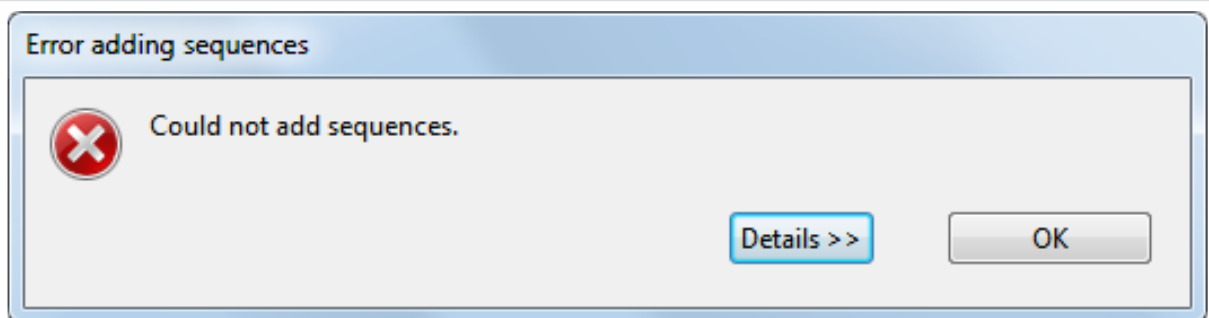 Error adding sequences
Could not add sequences.
Details >>
OK